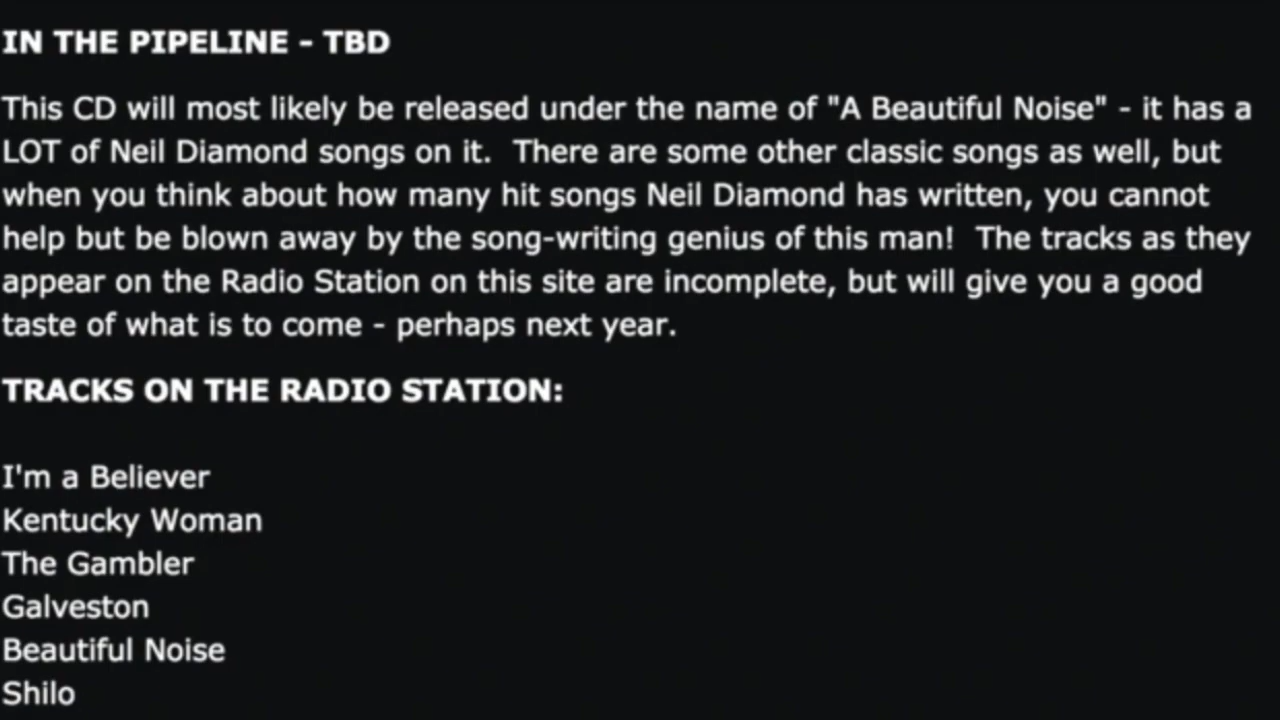 IN THE PIPELINE - TBD
This CD will most likely be released under the name of "A Beautiful Noise" - it has a
LOT of Neil Diamond songs on it.  There are some other classic songs as well, but
when you think about how many hit songs Neil Diamond has written, you cannot
help but be blown away by the song-writing genius of this man!  The tracks as they
appear on the Radio Station on this site are incomplete, but will give you a good
taste of what is to come - perhaps next year.
TRACKS ON THE RADIO STATION:
I'm a Believer
Kentucky Woman
The Gambler
Galveston
Beautiful Noise
Shilo